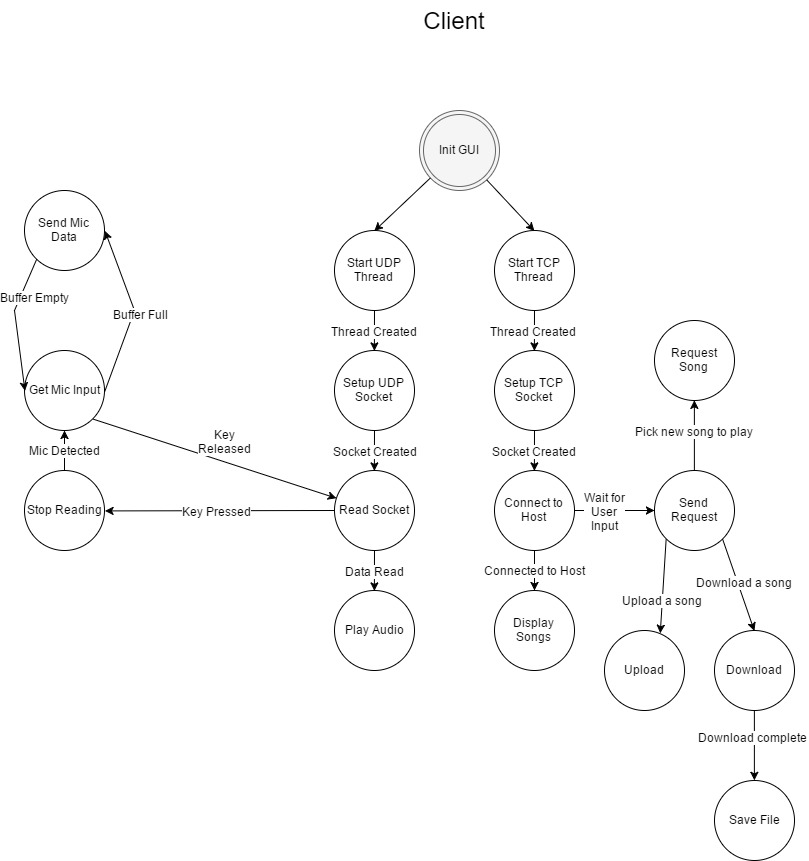 Client
Init GUI
Send Mic
Data
Start UDP
Thread
Start TCP
Thread
Buffer Empty
Buffer Full
Thread Created
Thread Created
Request
Song
Get Mic Input
Setup UDP
Socket
Setup TCP
Socket
Pick new song to play
Key
Released
Mic Detected
Socket Created
Socket Created
Stop Reading
Key Pressed
Read Socket
Connect to
Host
Wait for
User
Input
Send
Request
Data Read
Connected to Host
Download a song
Upload a song
Play Audio
Display
Songs
Upload
Download
Download complete
Save File